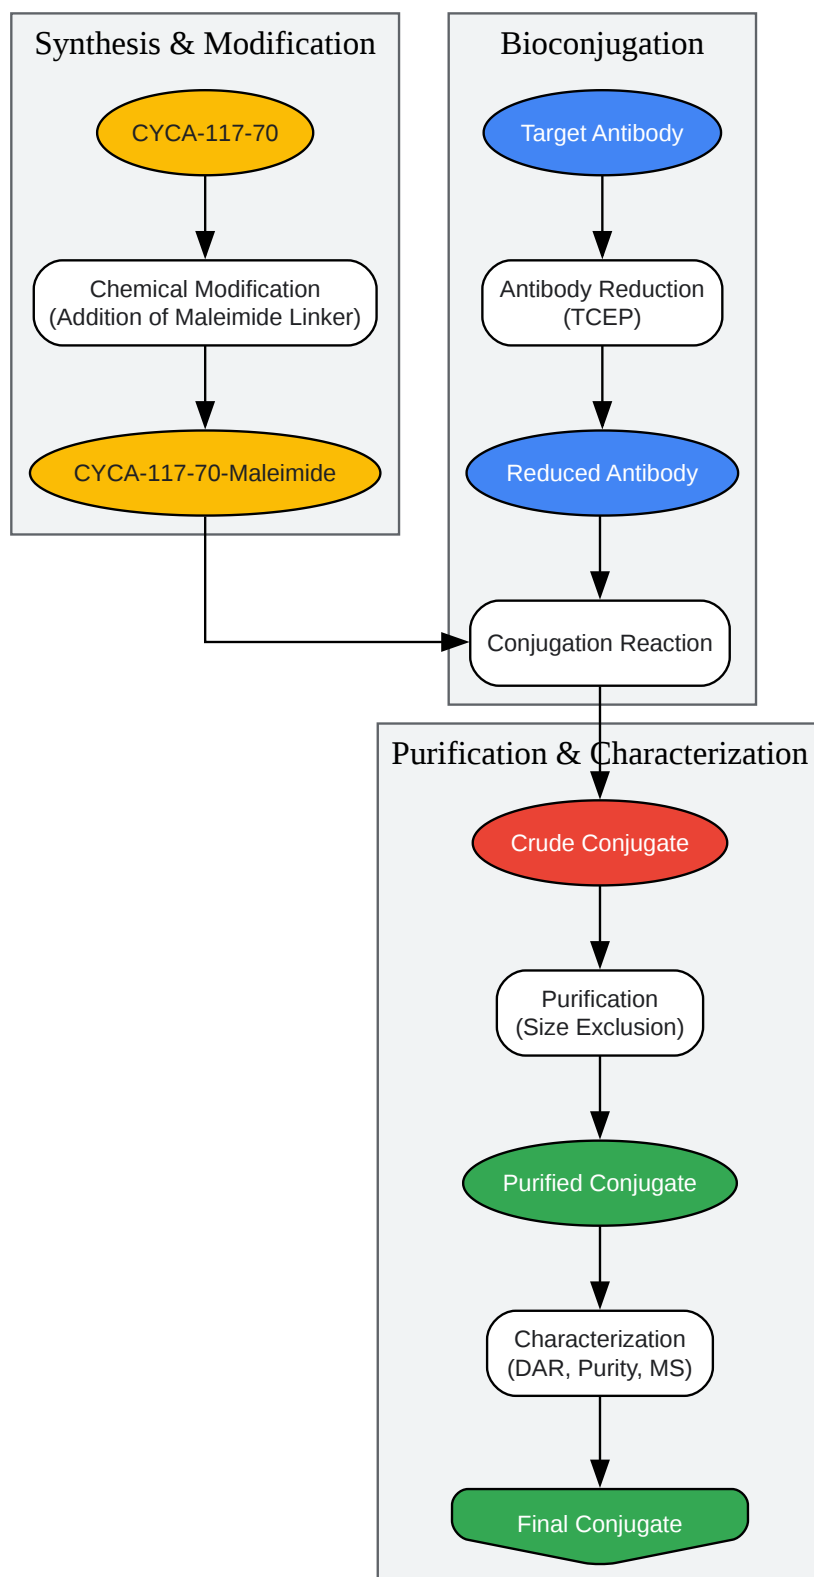 Synthesis & Modification
CYCA-117-70
Chemical Modification
(Addition of Maleimide Linker)
CYCA-117-70-Maleimide
Bioconjugation
Target Antibody
Antibody Reduction
(TCEP)
Reduced Antibody
Conjugation Reaction
Purification & Characterization
Crude Conjugate
Purification
(Size Exclusion)
Purified Conjugate
Characterization
(DAR, Purity, MS)
Final Conjugate